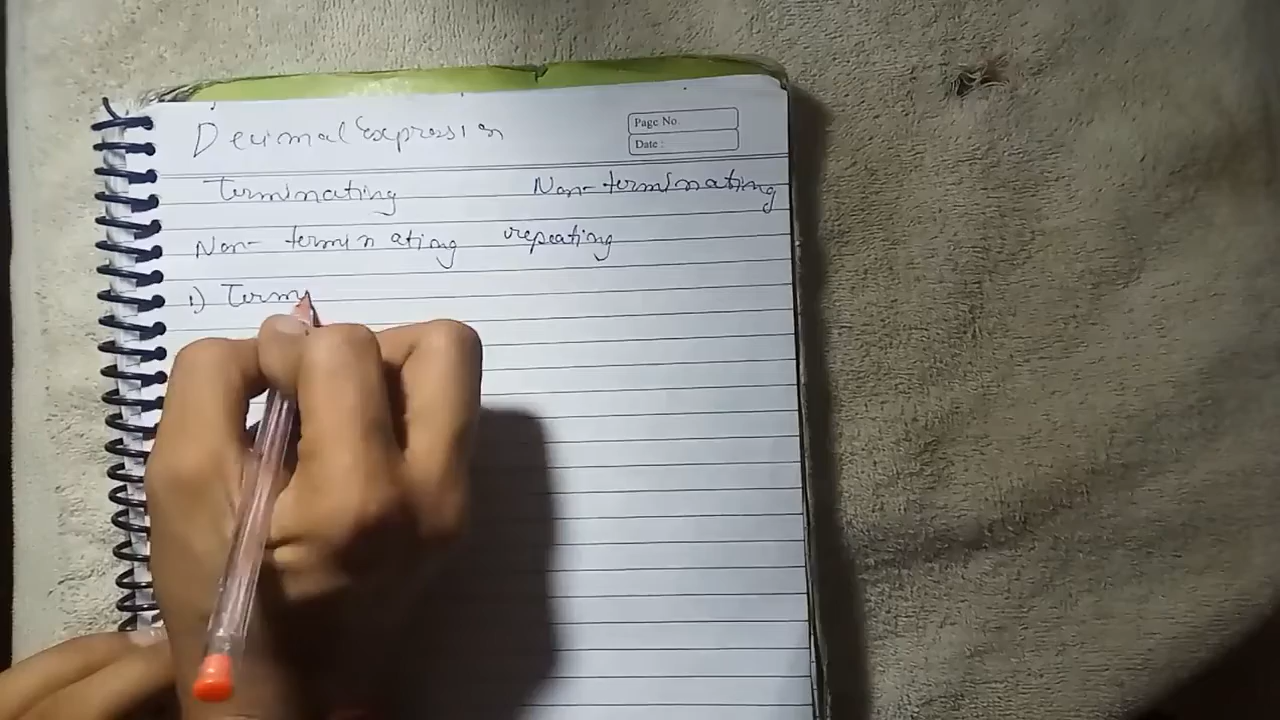 Decimal Expression
Page No.
Date :
Terminating Non-terminating
Non-terminating repeating
1) Term